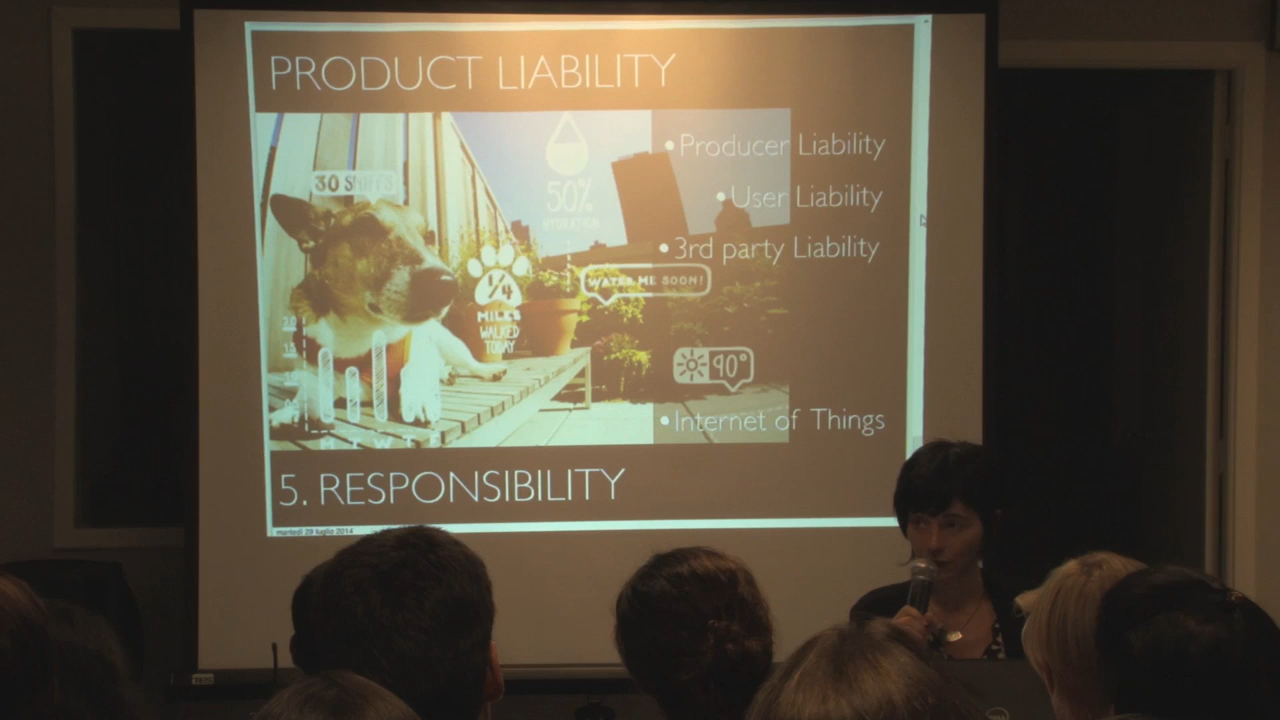 PRODUCT LIABILITY
• Producer Liability
• User Liability
• 3rd party Liability
30 SNIFFS
50%
HYDRATION
1/4
MILES
WALKED
TODAY
WATER ME SOON!
90°
M T W T
• Internet of Things
5. RESPONSIBILITY
martedì 29 luglio 2014